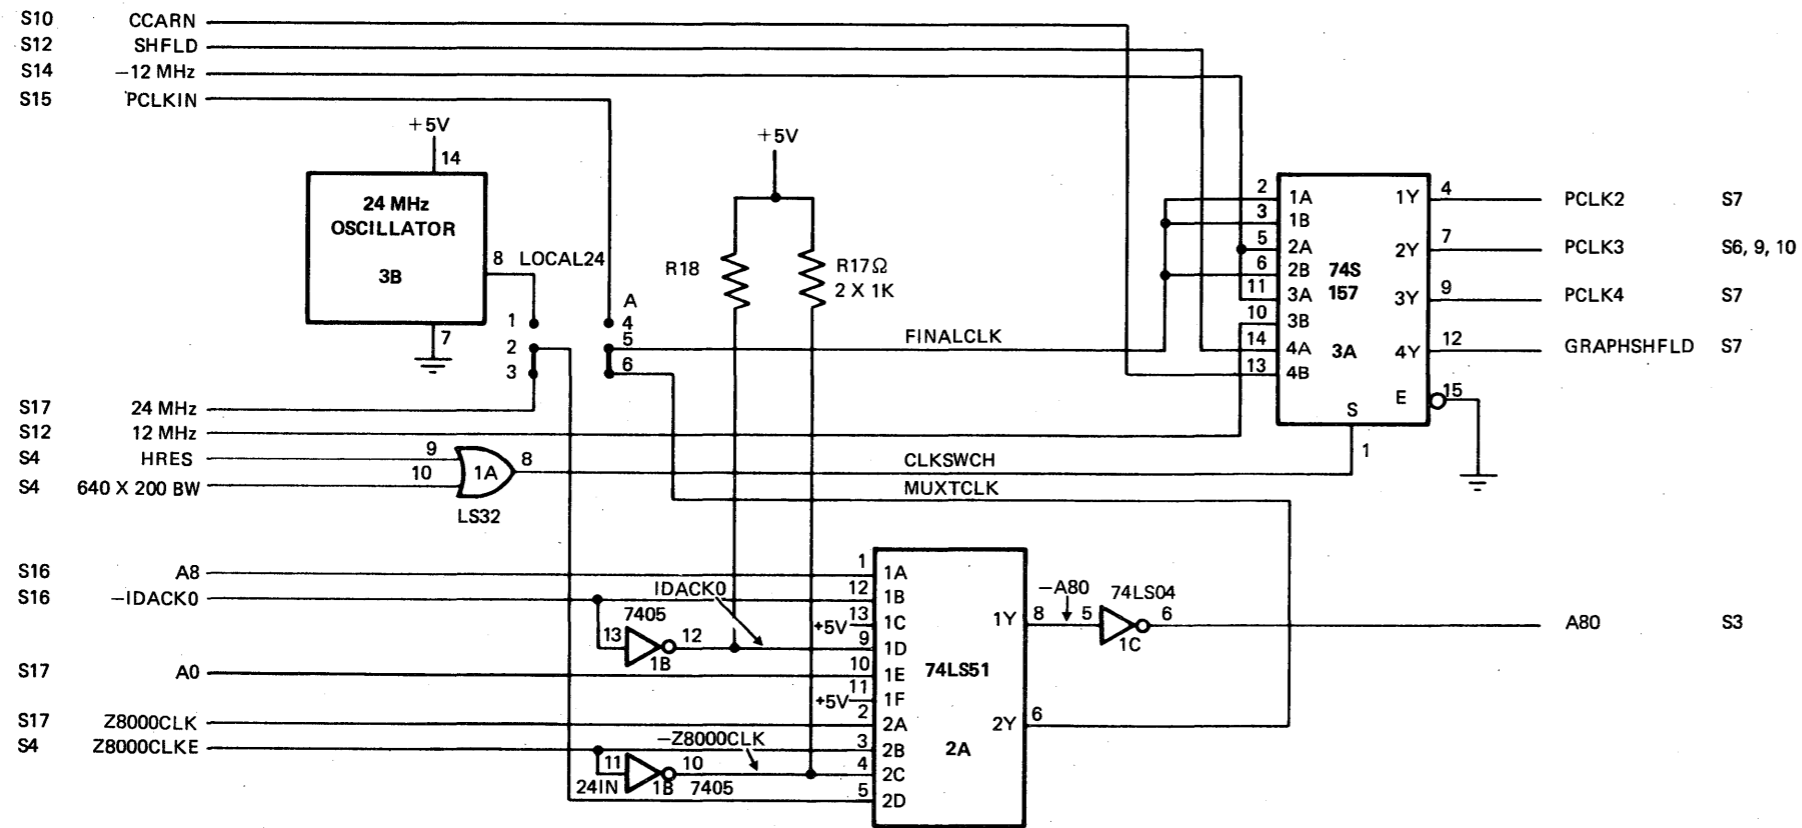 S10 CCARN
S12 SHFLD
S14 −12 MHz
S15 PCLKIN
+5V
14
24 MHz
OSCILLATOR
3B
8 LOCAL24
7
1
2
3
A
4
5
6
+5V
R18
R17Ω
2 X 1K
FINALCLK
2 1A 1Y 4 PCLK2 S7
3 1B
5 2A 2Y 7 PCLK3 S6, 9, 10
6 2B
74S
157
11 3A 3Y 9 PCLK4 S7
10 3B
14 4A 3A 4Y 12 GRAPHSHFLD S7
13 4B
E 15
S
1
S17 24 MHz
S12 12 MHz
S4 HRES 9
10
1A 8
S4 640 X 200 BW
LS32
CLKSWCH
MUXTCLK
S16 A8 1 1A
S16 −IDACK0 12 1B
IDACK0
7405
13 12
1B
+5V 13 1C
9 1D
S17 A0 10 1E
+5V 11 1F
74LS51
1Y 8 −A80 5 74LS04 6
1C
A80 S3
S17 Z8000CLK 2 2A
S4 Z8000CLKE 3 2B
−Z8000CLK
11 10
24IN 1B 7405
4 2C
5 2D
2Y 6
2A